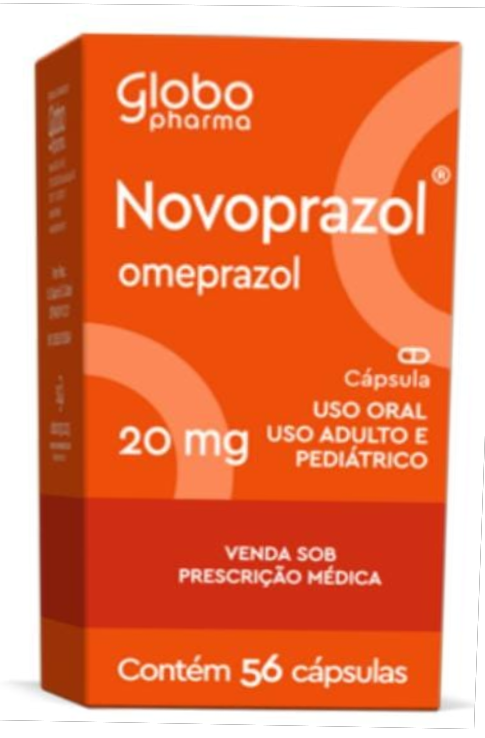 Globo
pharma
Novoprazol®
omeprazol
Cápsula
20 mg
USO ORAL
USO ADULTO E
PEDIÁTRICO
VENDA SOB
PRESCRIÇÃO MÉDICA
Contém 56 cápsulas